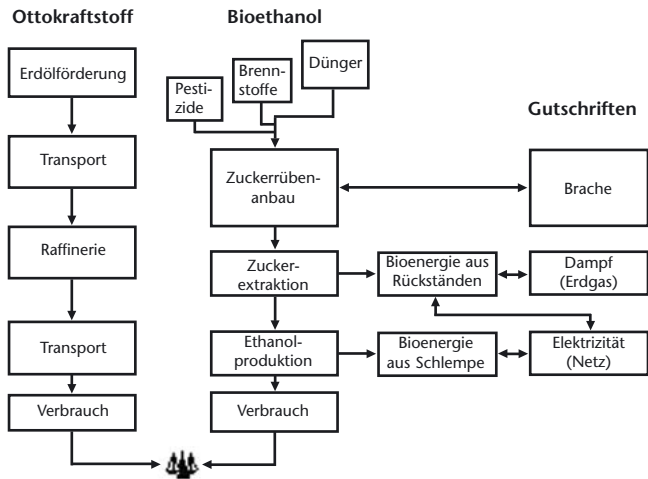 Ottokraftstoff
Erdölförderung
Transport
Raffinerie
Transport
Verbrauch
Bioethanol
Pesti-
zide
Brenn-
stoffe
Dünger
Zuckerrüben-
anbau
Zucker-
extraktion
Ethanol-
produktion
Verbrauch
Bioenergie aus
Rückständen
Bioenergie
aus Schlempe
Gutschriften
Brache
Dampf
(Erdgas)
Elektrizität
(Netz)